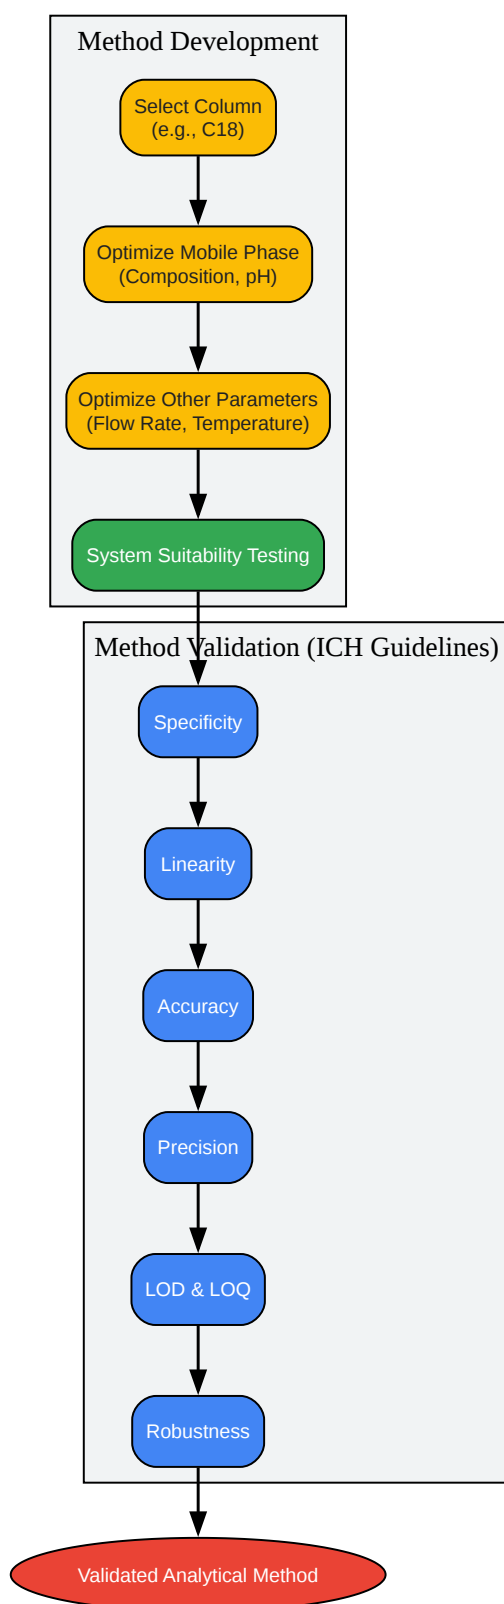 Method Development
Select Column
(e.g., C18)
Optimize Mobile Phase
(Composition, pH)
Optimize Other Parameters
(Flow Rate, Temperature)
System Suitability Testing
Method Validation (ICH Guidelines)
Specificity
Linearity
Accuracy
Precision
LOD & LOQ
Robustness
Validated Analytical Method